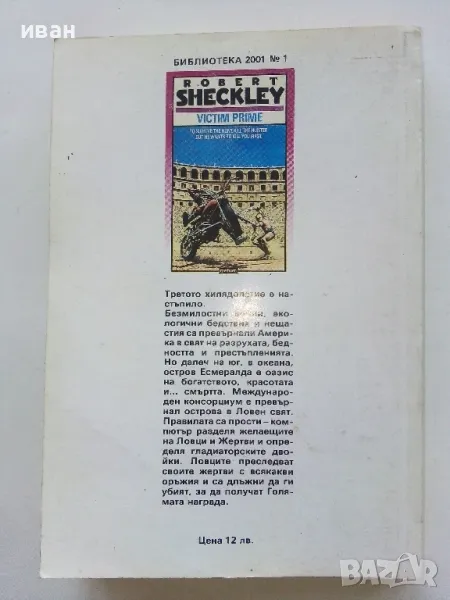 иван
БИБЛИОТЕКА 2001 № 1
ROBERT
SHECKLEY
VICTIM PRIME
Третото хилядолетие е на-
стъпило.
Безмилостни войни, еко-
логични бедствия и неща-
стия са превърнали Амери-
ка в свят на разрухата, бед-
ността и престъпленията.
Но далеч на юг, в океана,
остров Есмералда е оазис
на богатството, красотата
и... смъртта. Международ-
ден консорциум е превър-
нал острова в Ловен свят.
Правилата са прости – ком-
пютър разделя желаещите
на Ловци и Жертви и опре-
деля гладиаторските двой-
ки. Ловците преследват
своите жертви с всякакви
оръжия и са длъжни да ги
убият, за да получат Голя-
мата награда.
Цена 12 лв.
BAZAR